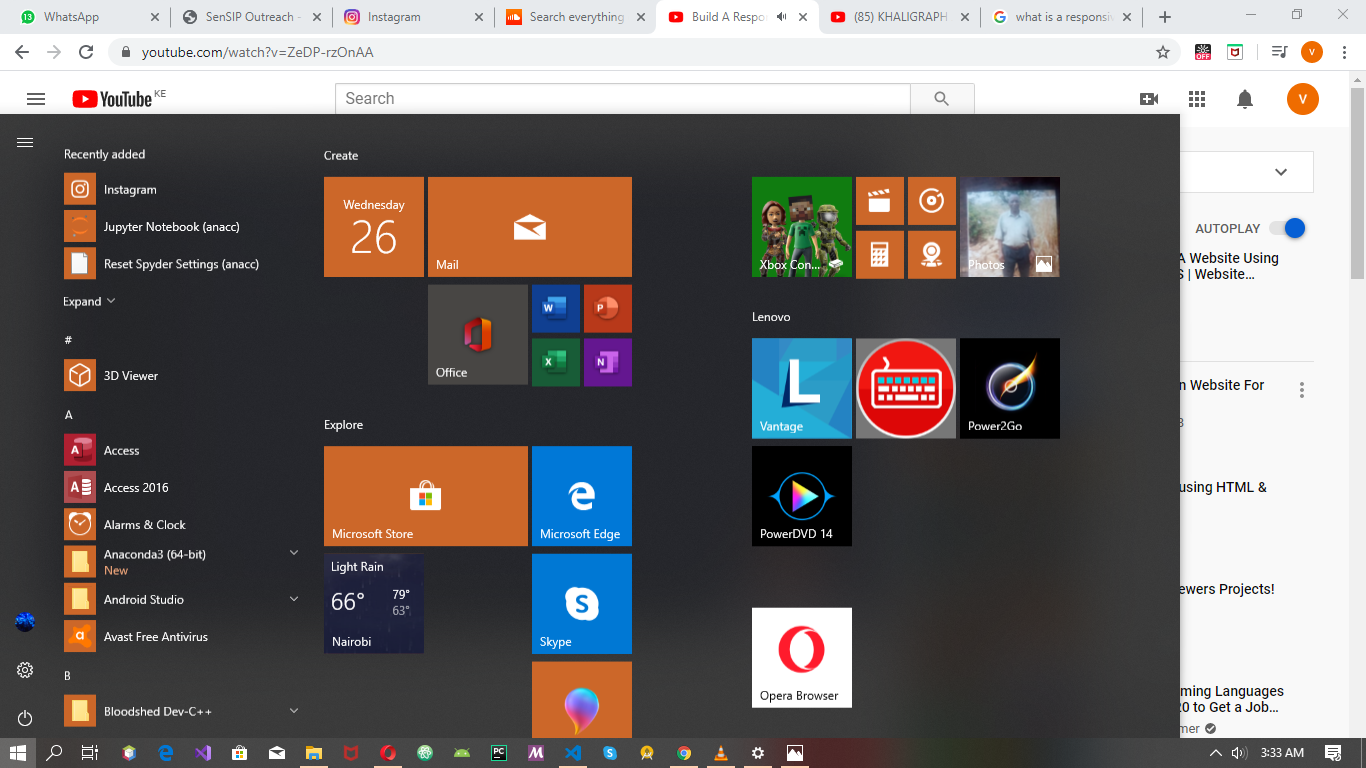 13 WhatsApp
SenSIP Outreach -
Instagram
Search everything
Build A Respon
(85) KHALIGRAPH
what is a responsiv
youtube.com/watch?v=ZeDP-rzOnAA
OFF
V
YouTube KE
Search
V
Recently added
Instagram
Jupyter Notebook (anacc)
Reset Spyder Settings (anacc)
Expand
#
3D Viewer
A
Access
Access 2016
Alarms & Clock
Anaconda3 (64-bit)
New
Android Studio
Avast Free Antivirus
B
Bloodshed Dev-C++
Create
Wednesday
26
Mail
Office
Explore
Microsoft Store
Microsoft Edge
Light Rain
66° 79°
63°
Nairobi
Skype
Xbox Con...
Photos
Lenovo
L
Vantage
Power2Go
PowerDVD 14
Opera Browser
AUTOPLAY
A Website Using
S | Website...
n Website For
using HTML &
ewers Projects!
ming Languages
20 to Get a Job...
mer
PC
3:33 AM